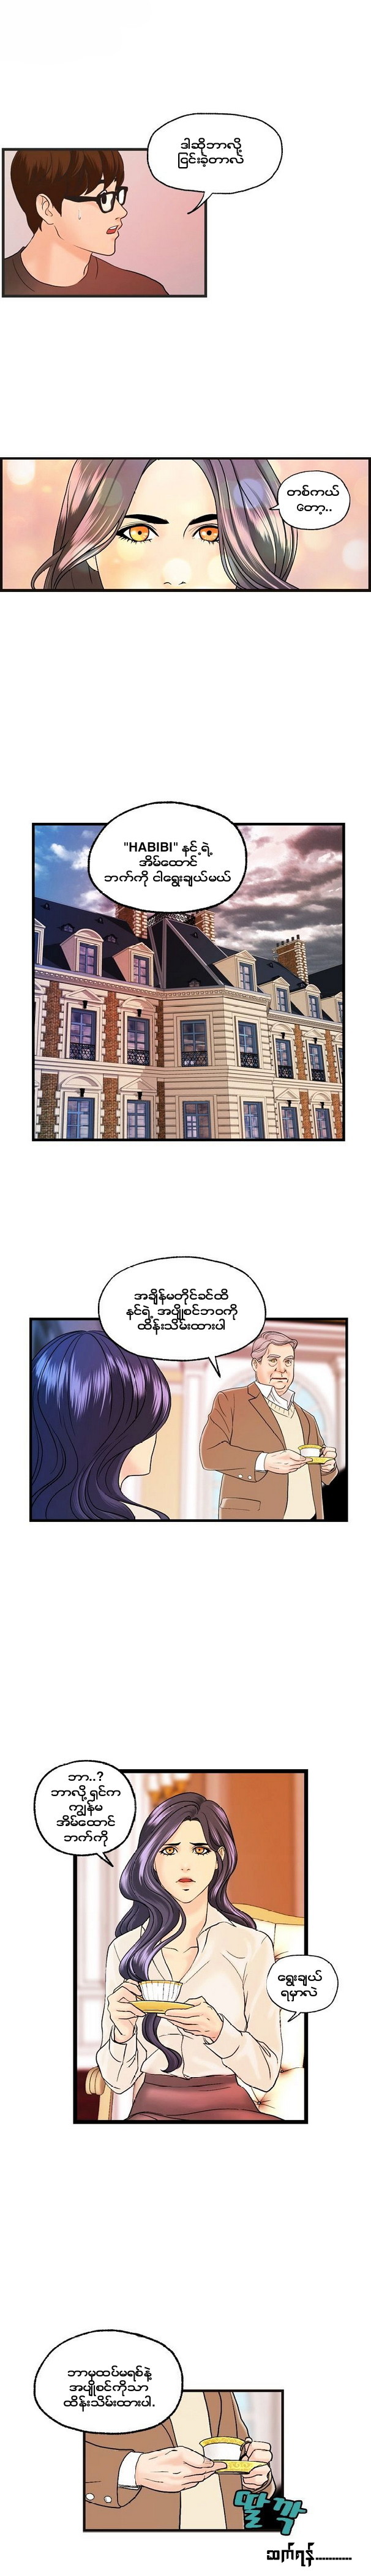 ဒါဆိုဘာလို့
ငြင်းခဲ့တာလဲ
တစ်ကယ်
တော့..
"HABIBI" နင့်ရဲ့
အိမ်ထောင်
ဘက်ကို ငါရွေးချယ်မယ်
အချိန်မတိုင်ခင်ထိ
နင်ရဲ့ အပျိုစင်ဘဝကို
ထိန်းသိမ်းထားပါ
ဘာ..?
ဘာလို့ ရှင်က
ကျွန်မ
အိမ်ထောင်
ဘက်ကို
ရွေးချယ်
ရမှာလဲ
ဘာမှထပ်မရစ်နဲ့
အပျိုစင်ကိုသာ
ထိန်းသိမ်းထားပါ.
딸깍
ဆက်ရန်...........